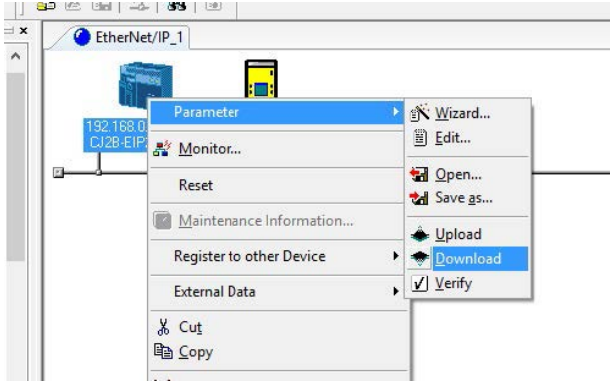 EtherNet/IP_1
192.168.0.
CJ2B-EIP2
Parameter
Monitor...
Reset
Maintenance Information...
Register to other Device
External Data
Cut
Copy
Wizard...
Edit...
Open...
Save as...
Upload
Download
Verify